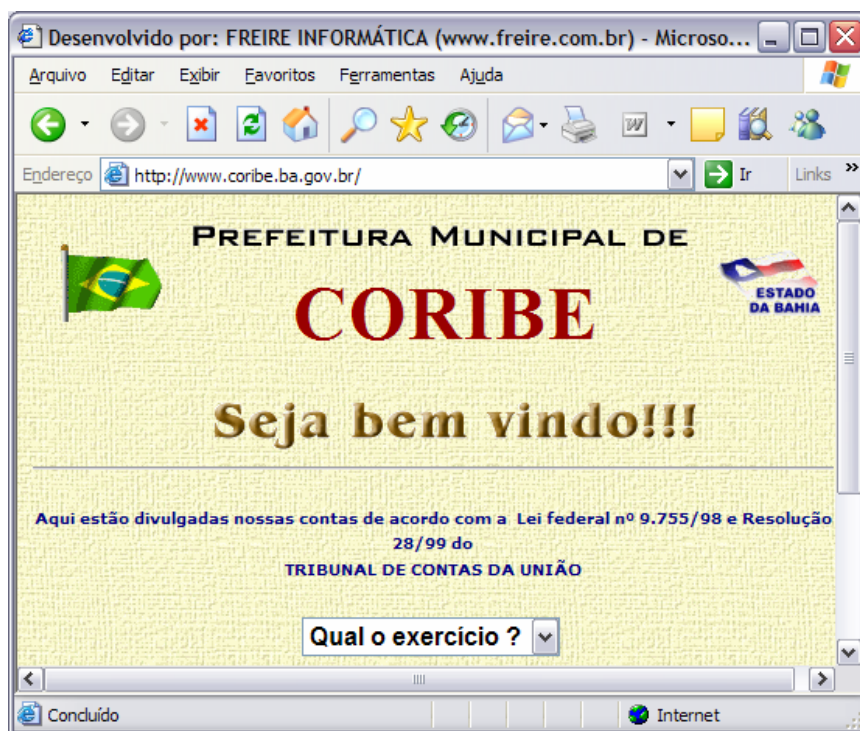 Desenvolvido por: FREIRE INFORMÁTICA (www.freire.com.br) - Microso...
Arquivo Editar Exibir Favoritos Ferramentas Ajuda
W
Endereço http://www.coribe.ba.gov.br/ Ir Links »
PREFEITURA MUNICIPAL DE
CORIBE
ESTADO
DA BAHIA
Seja bem vindo!!!
Aqui estão divulgadas nossas contas de acordo com a Lei federal nº 9.755/98 e Resolução
28/99 do
TRIBUNAL DE CONTAS DA UNIÃO
Qual o exercício ?
Concluído Internet